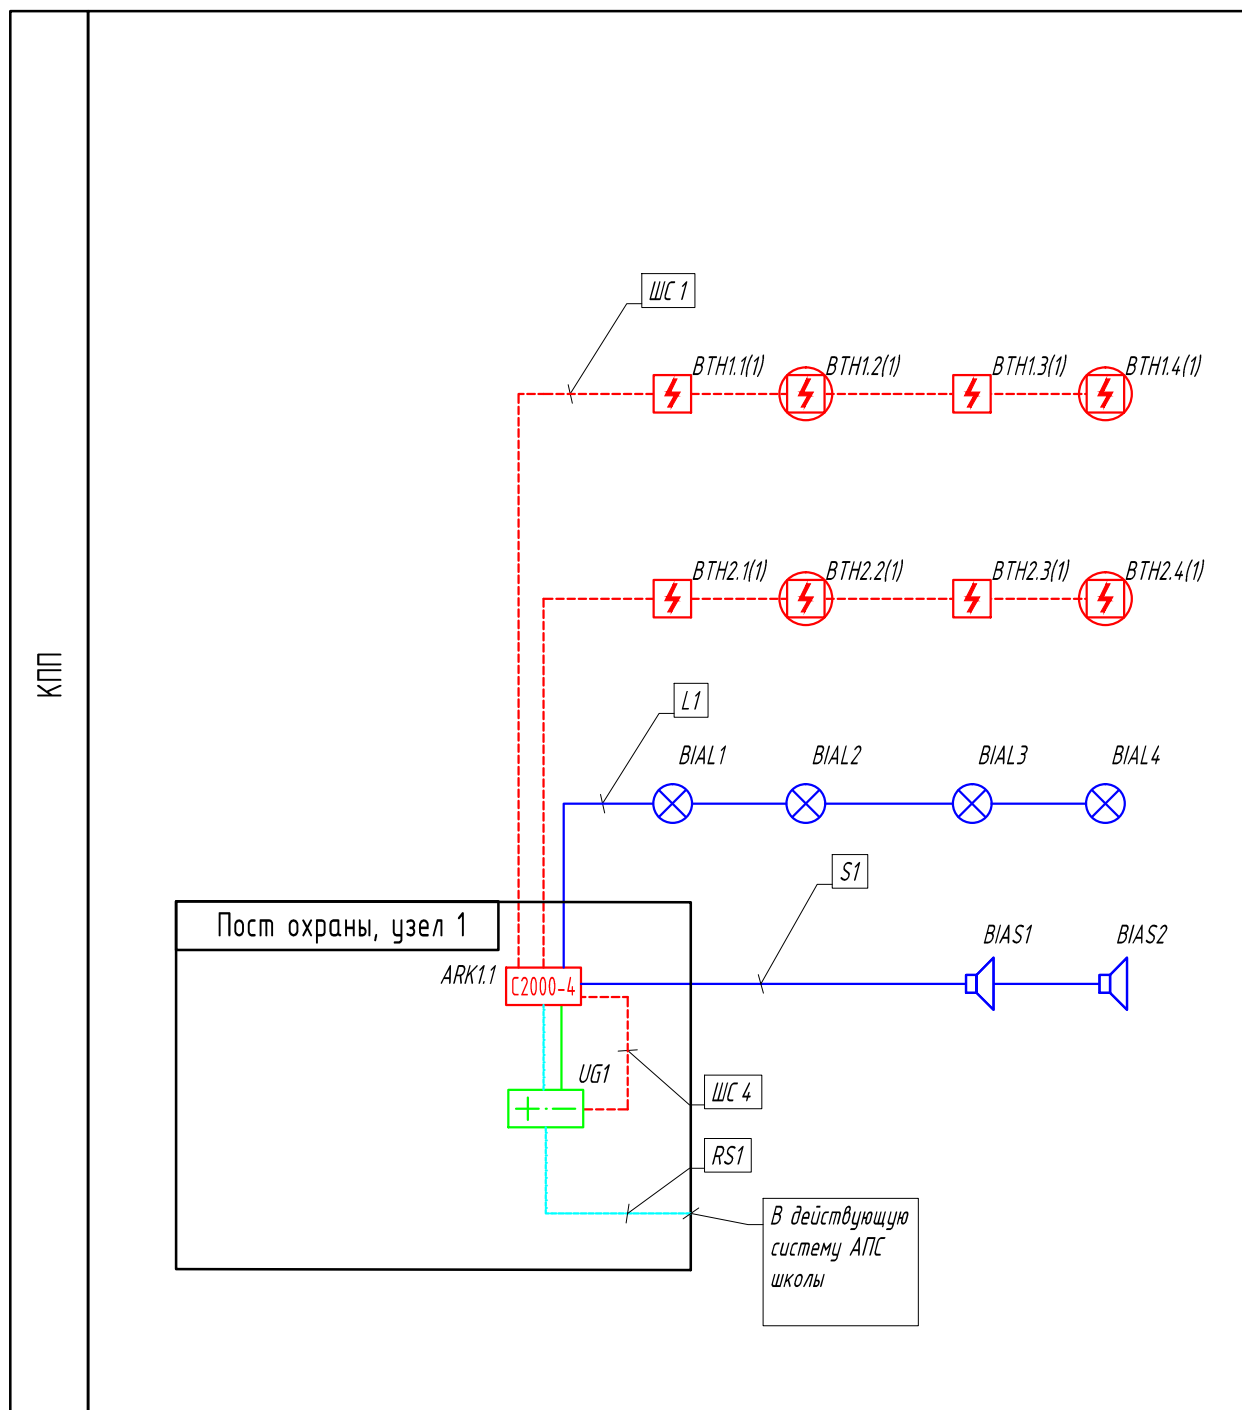 КПП
ШС 1
BTH1.1(1)
BTH1.2(1)
BTH1.3(1)
BTH1.4(1)
BTH2.1(1)
BTH2.2(1)
BTH2.3(1)
BTH2.4(1)
L1
BIAL1
BIAL2
BIAL3
BIAL4
S1
Пост охраны, узел 1
BIAS1
BIAS2
ARK1.1
С2000-4
UG1
ШС 4
RS1
В действующую
систему АПС
школы